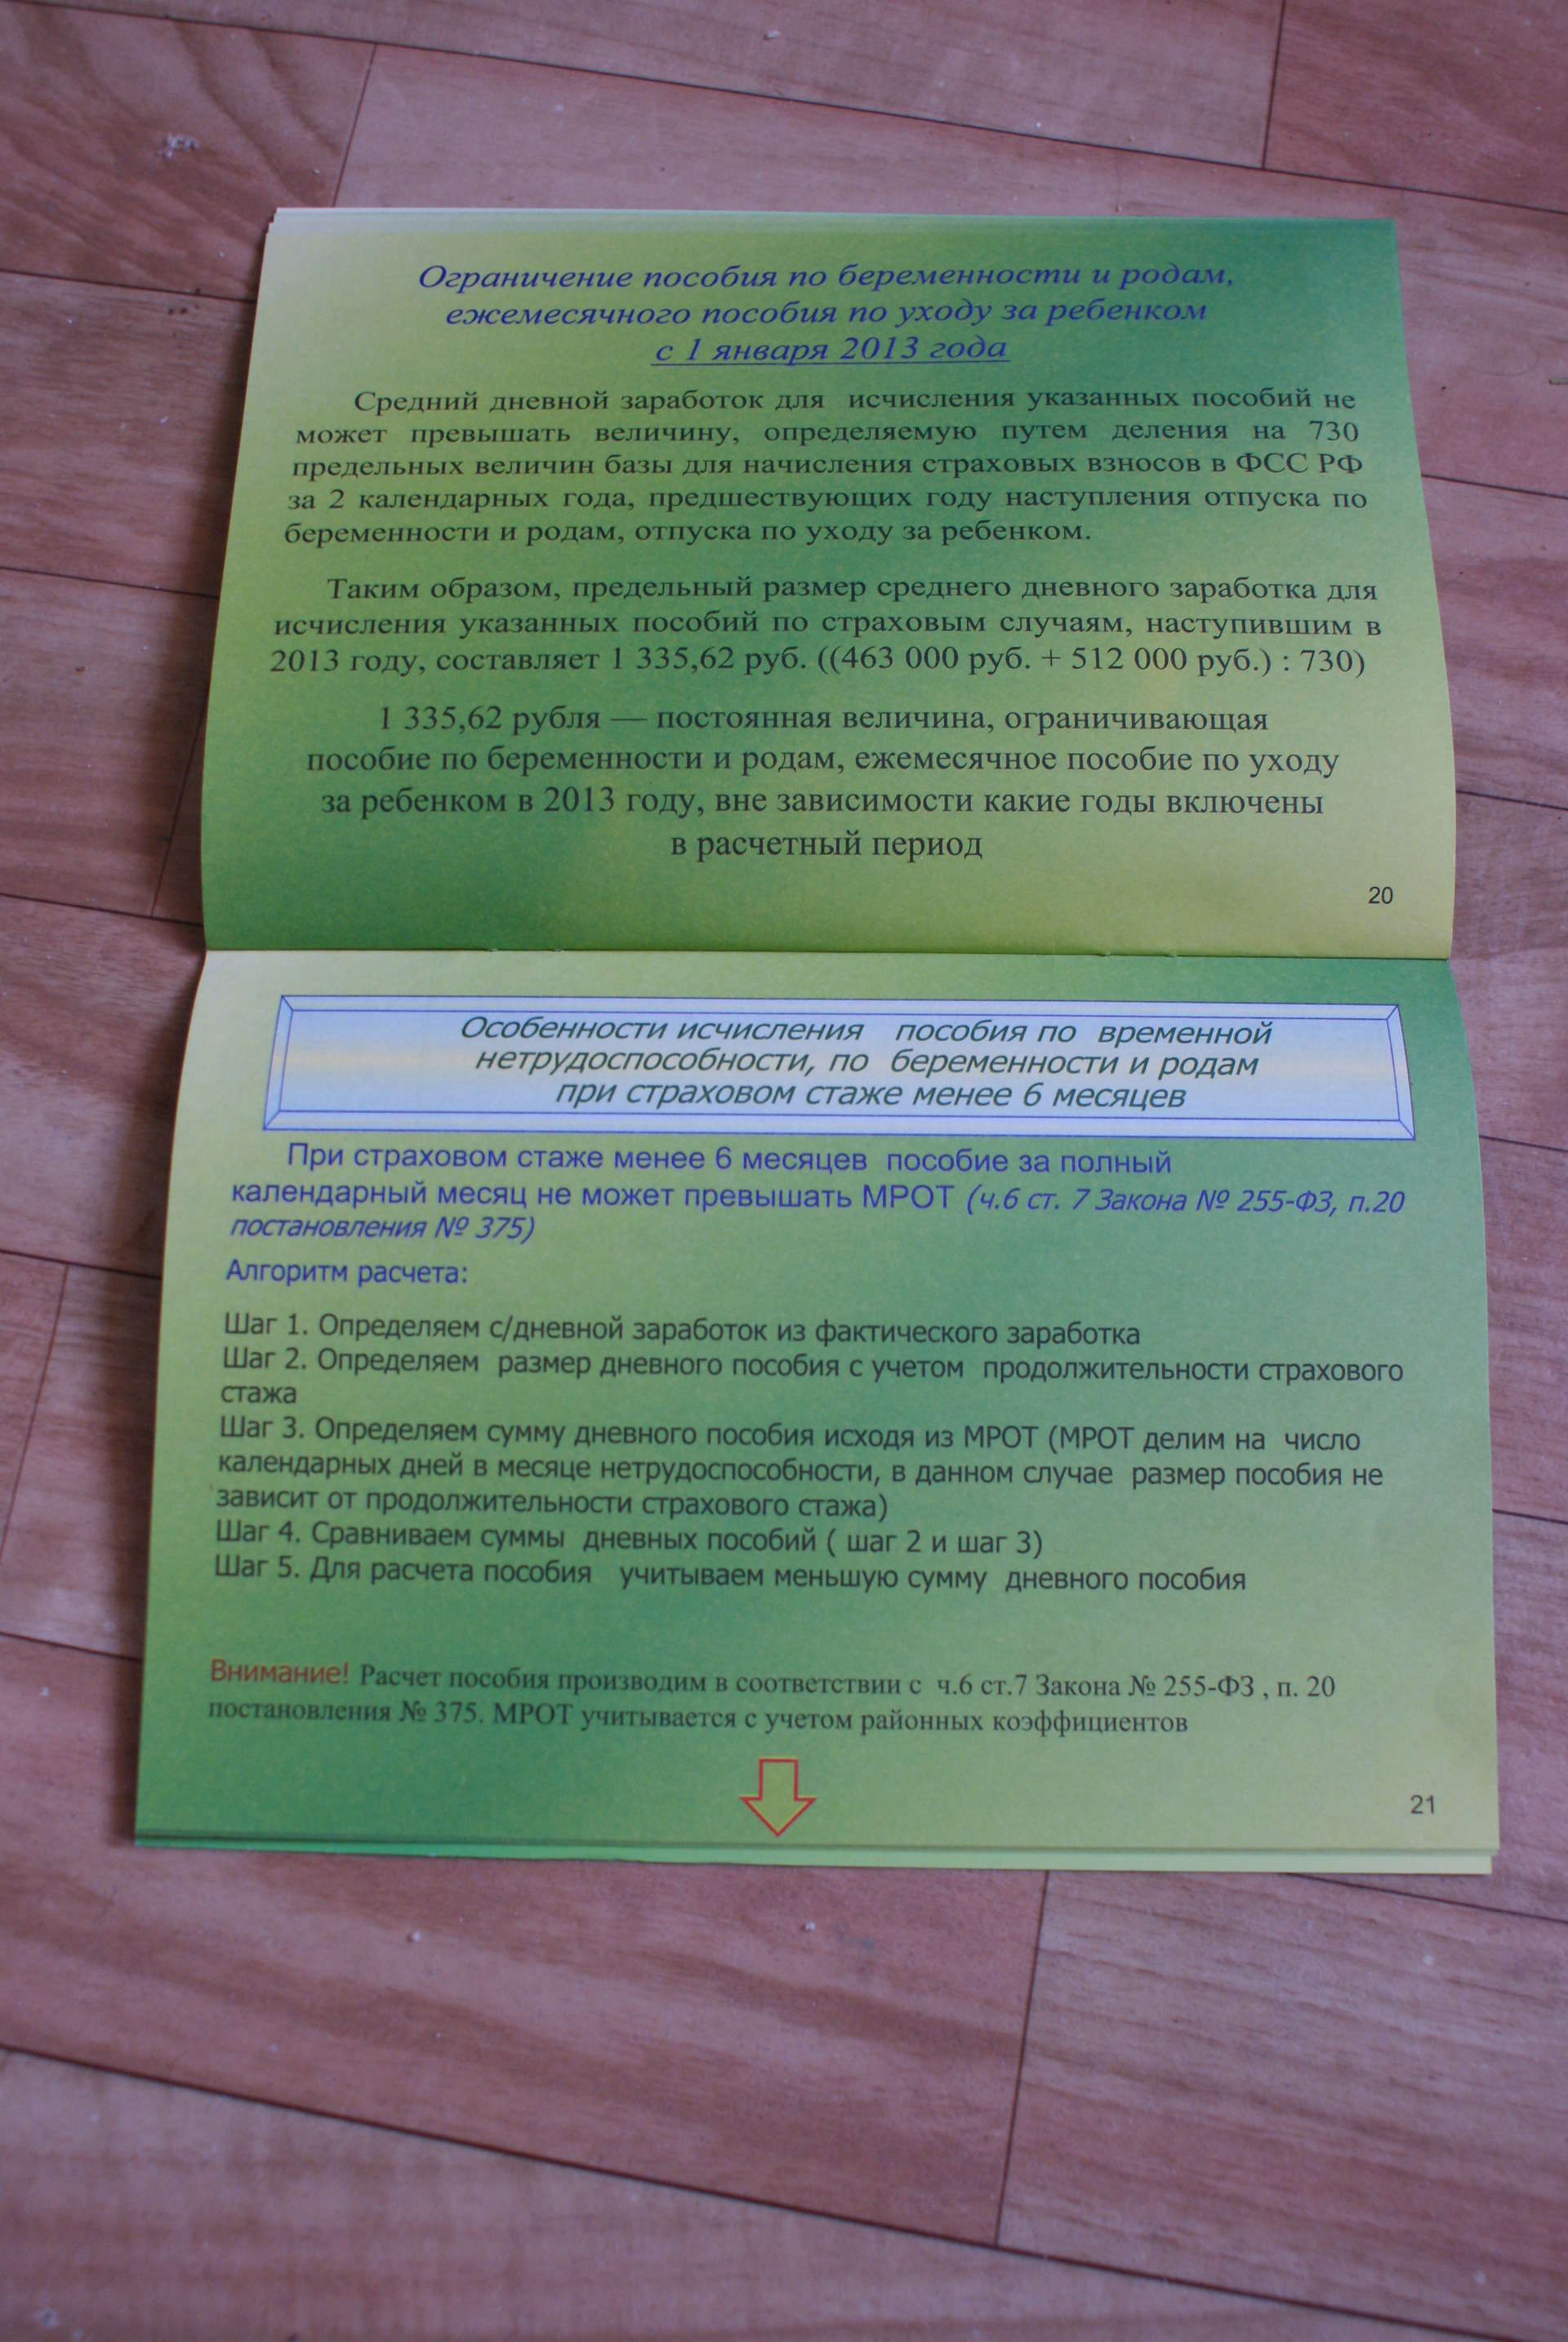 Ограничение пособия по беременности и родам,
ежемесячного пособия по уходу за ребенком
с 1 января 2013 года
Средний дневной заработок для исчисления указанных пособий не
может превышать величину, определяемую путем деления на 730
предельных величин базы для начисления страховых взносов в ФСС РФ
за 2 календарных года, предшествующих году наступления отпуска по
беременности и родам, отпуска по уходу за ребенком.
Таким образом, предельный размер среднего дневного заработка для
исчисления указанных пособий по страховым случаям, наступившим в
2013 году, составляет 1 335,62 руб. ((463 000 руб. + 512 000 руб.) : 730)
1 335,62 рубля — постоянная величина, ограничивающая
пособие по беременности и родам, ежемесячное пособие по уходу
за ребенком в 2013 году, вне зависимости какие годы включены
в расчетный период
20
Особенности исчисления пособия по временной
нетрудоспособности, по беременности и родам
при страховом стаже менее 6 месяцев
При страховом стаже менее 6 месяцев пособие за полный
календарный месяц не может превышать МРОТ (ч.6 ст. 7 Закона № 255-ФЗ, п.20
постановления № 375)
Алгоритм расчета:
Шаг 1. Определяем с/дневной заработок из фактического заработка
Шаг 2. Определяем размер дневного пособия с учетом продолжительности страхового
стажа
Шаг 3. Определяем сумму дневного пособия исходя из МРОТ (МРОТ делим на число
календарных дней в месяце нетрудоспособности, в данном случае размер пособия не
зависит от продолжительности страхового стажа)
Шаг 4. Сравниваем суммы дневных пособий ( шаг 2 и шаг 3)
Шаг 5. Для расчета пособия учитываем меньшую сумму дневного пособия
Внимание! Расчет пособия производим в соответствии с ч.6 ст.7 Закона № 255-ФЗ , п. 20
постановления № 375. МРОТ учитывается с учетом районных коэффициентов
21